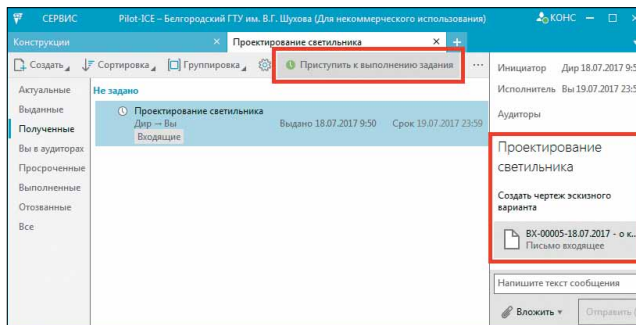 СЕРВИС
Pilot-ICE – Белгородский ГТУ им. В.Г. Шухова (Для некоммерческого использования)
КОНС
Конструкции
Проектирование светильника
Создать
Сортировка
Группировка
Приступить к выполнению задания
Актуальные
Выданные
Полученные
Вы в аудиторах
Просроченные
Выполненные
Отозванные
Все
Не задано
Проектирование светильника
Дир → Вы
Выдано 18.07.2017 9:50
Срок 19.07.2017 23:59
Входящие
Инициатор Дир 18.07.2017 9:5
Исполнитель Вы 19.07.2017 23:5
Аудиторы
Проектирование
светильника
Создать чертеж эскизного
варианта
ВХ-00005-18.07.2017 - о к...
Письмо входящее
Напишите текст сообщения
Вложить
Отправить